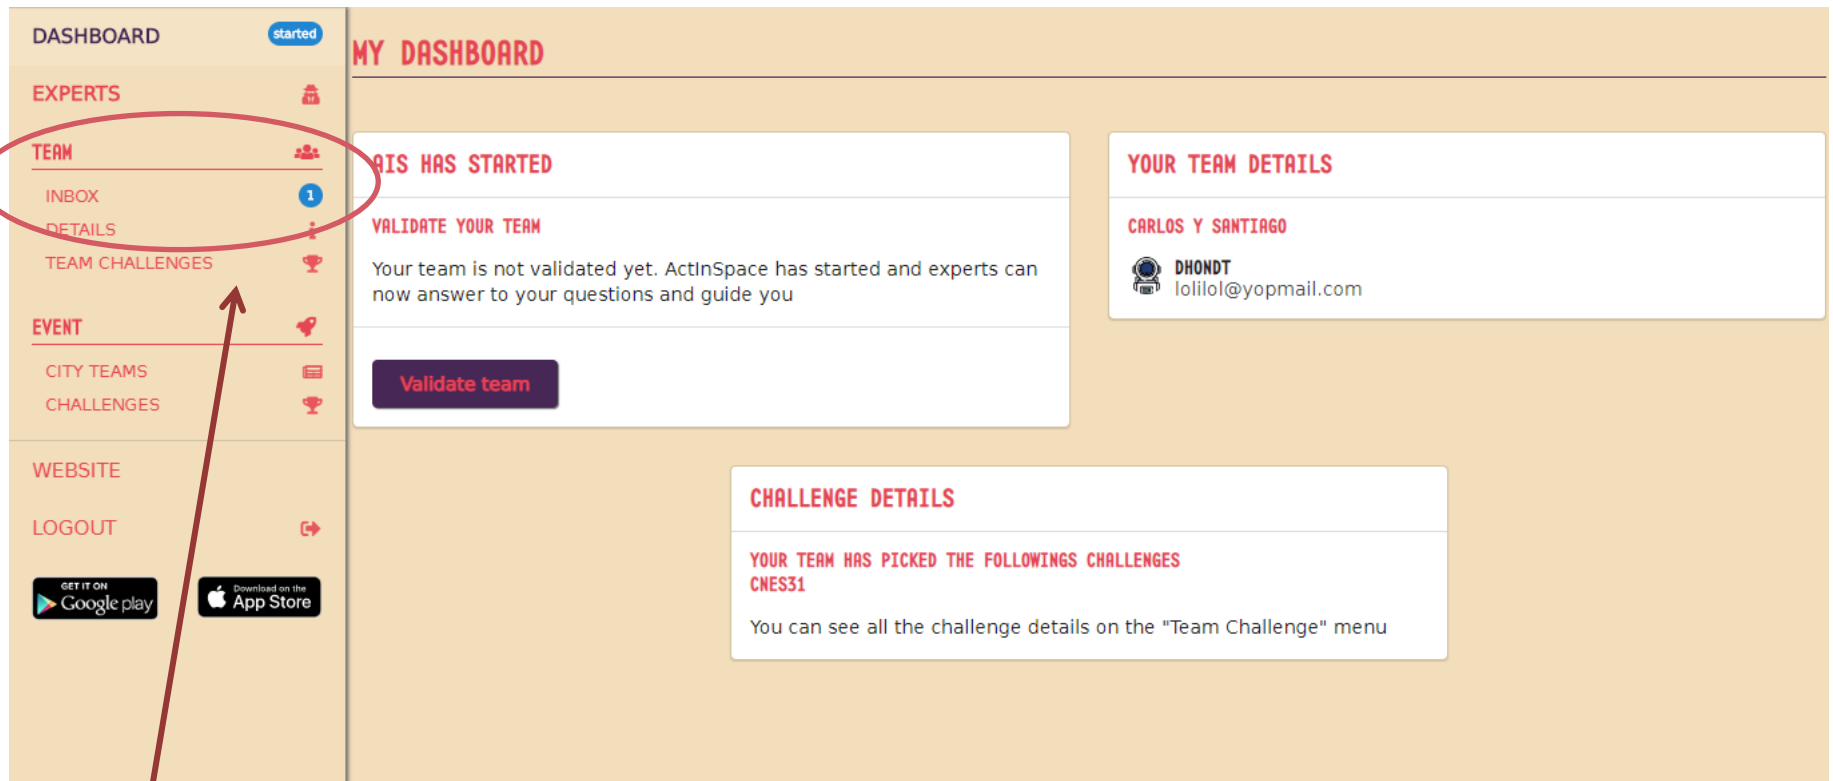 DASHBOARD
started
EXPERTS
TEAM
INBOX
1
DETAILS
TEAM CHALLENGES
EVENT
CITY TEAMS
CHALLENGES
WEBSITE
LOGOUT
GET IT ON
Google play
Download on the
App Store
MY DASHBOARD
AIS HAS STARTED
VALIDATE YOUR TEAM
Your team is not validated yet. ActInSpace has started and experts can
now answer to your questions and guide you
Validate team
YOUR TEAM DETAILS
CARLOS Y SANTIAGO
DHONDT
lolilol@yopmail.com
CHALLENGE DETAILS
YOUR TEAM HAS PICKED THE FOLLOWINGS CHALLENGES
CNES31
You can see all the challenge details on the "Team Challenge" menu